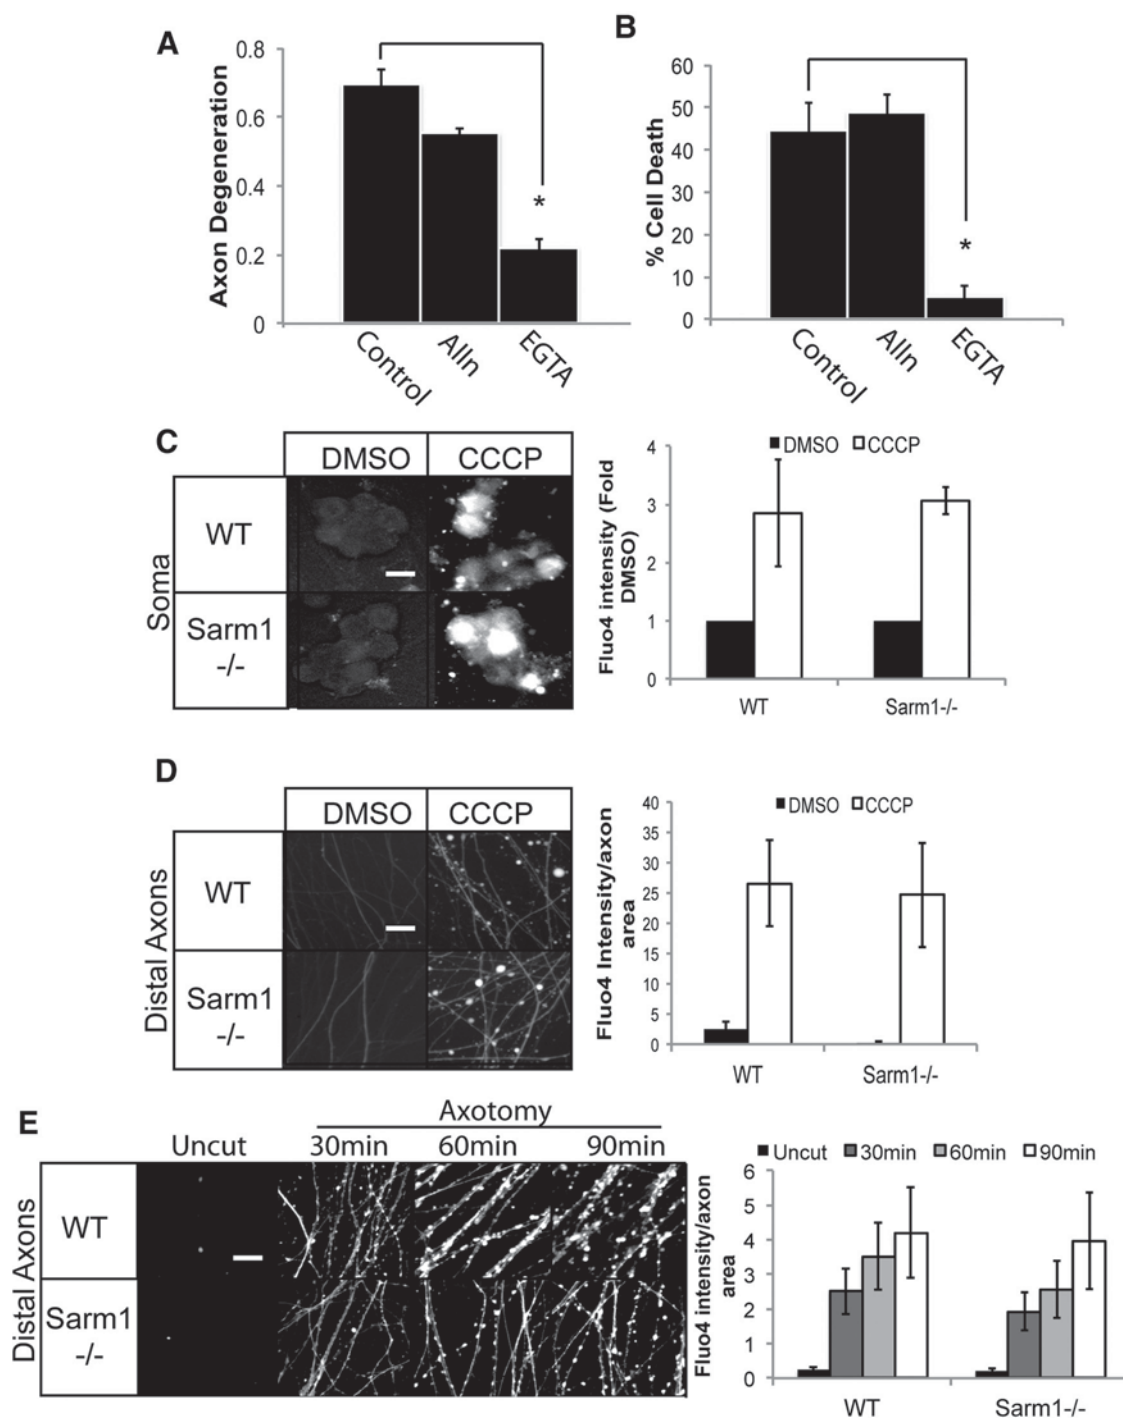 A
Axon Degeneration
0.8
0.6
0.4
0.2
0
*
Control
Alln
EGTA
B
% Cell Death
60
50
40
30
20
10
0
*
Control
Alln
EGTA
C
DMSO
CCCP
Soma
WT
Sarm1
-/-
DMSO
CCCP
Fluo4 intensity (Fold
DMSO)
4
3
2
1
0
WT
Sarm1-/-
D
DMSO
CCCP
Distal Axons
WT
Sarm1
-/-
DMSO
CCCP
Fluo4 Intensity/axon
area
40
35
30
25
20
15
10
5
0
WT
Sarm1-/-
E
Axotomy
Uncut
30min
60min
90min
Distal Axons
WT
Sarm1
-/-
Uncut
30min
60min
90min
Fluo4 intensity/axon
area
6
5
4
3
2
1
0
WT
Sarm1-/-